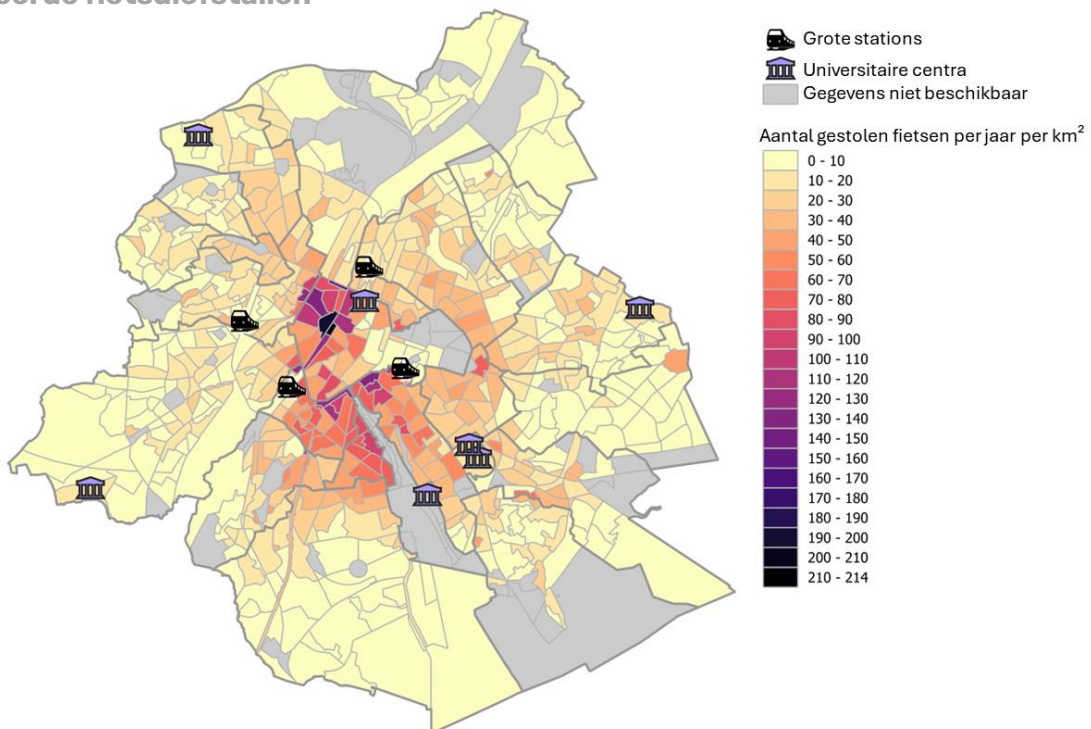 fietsdiefstallen
Grote stations
Universitaire centra
Gegevens niet beschikbaar
Aantal gestolen fietsen per jaar per km²
0 - 10
10 - 20
20 - 30
30 - 40
40 - 50
50 - 60
60 - 70
70 - 80
80 - 90
90 - 100
100 - 110
110 - 120
120 - 130
130 - 140
140 - 150
150 - 160
160 - 170
170 - 180
180 - 190
190 - 200
200 - 210
210 - 214